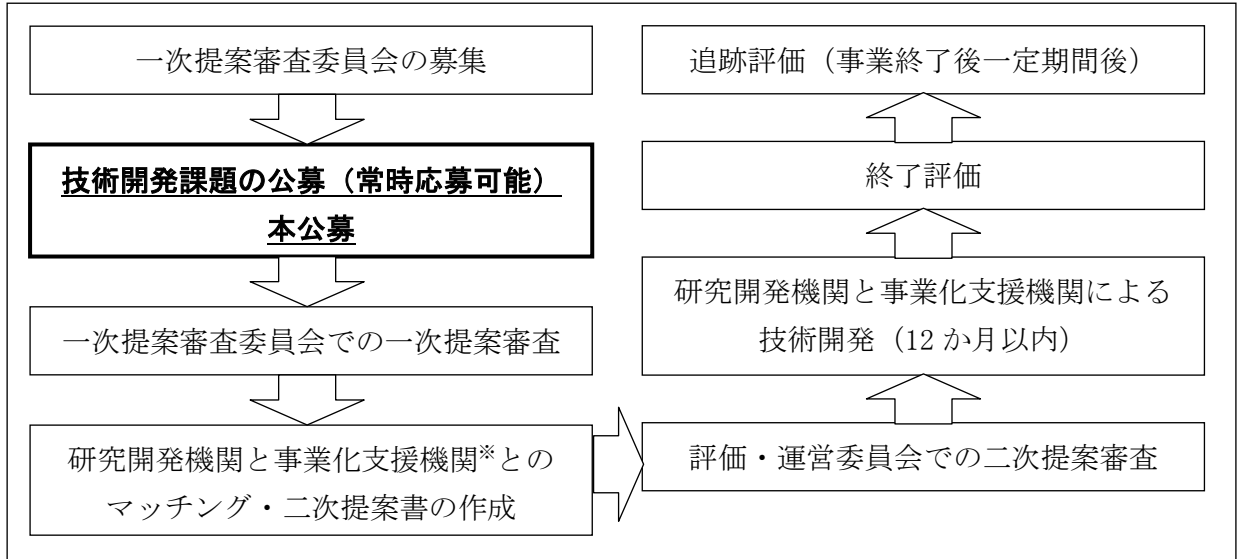 一次提案審査委員会の募集
技術開発課題の公募（常時応募可能）
本公募
一次提案審査委員会での一次提案審査
研究開発機関と事業化支援機関※との
マッチング・二次提案書の作成
評価・運営委員会での二次提案審査
研究開発機関と事業化支援機関による
技術開発（12 か月以内）
終了評価
追跡評価（事業終了後一定期間後）